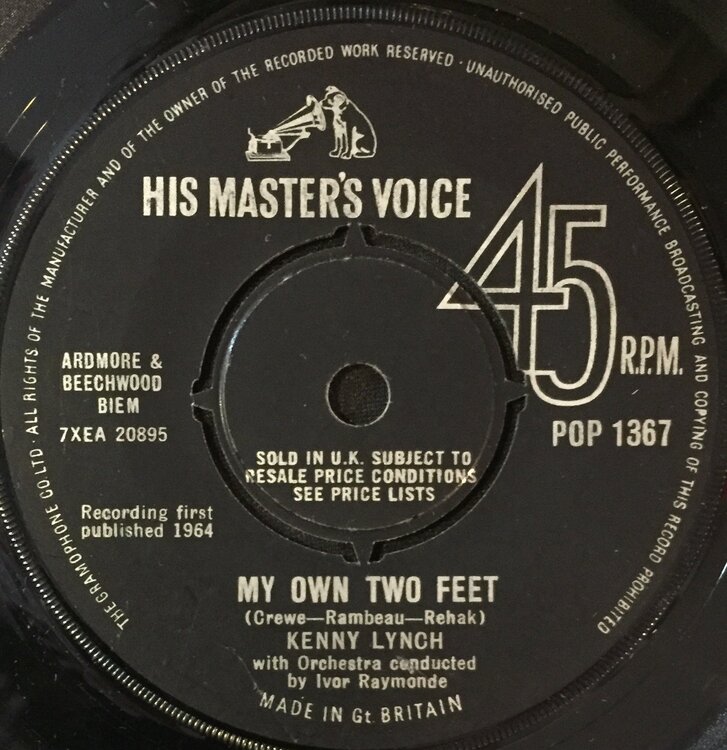 THE GRAMOPHONE CO. LTD. · ALL RIGHTS OF THE MANUFACTURER AND OF THE OWNER OF THE RECORDED WORK RESERVED · UNAUTHORISED PUBLIC PERFORMANCE BROADCASTING AND COPYING OF THIS RECORD PROHIBITED
HIS MASTER'S VOICE
45
R.P.M.
ARDMORE &
BEECHWOOD
BIEM
7XEA 20895
POP 1367
SOLD IN U.K. SUBJECT TO
RESALE PRICE CONDITIONS
SEE PRICE LISTS
Recording first
published 1964
MY OWN TWO FEET
(Crewe—Rambeau—Rehak)
KENNY LYNCH
with Orchestra conducted
by Ivor Raymonde
MADE IN Gt. BRITAIN